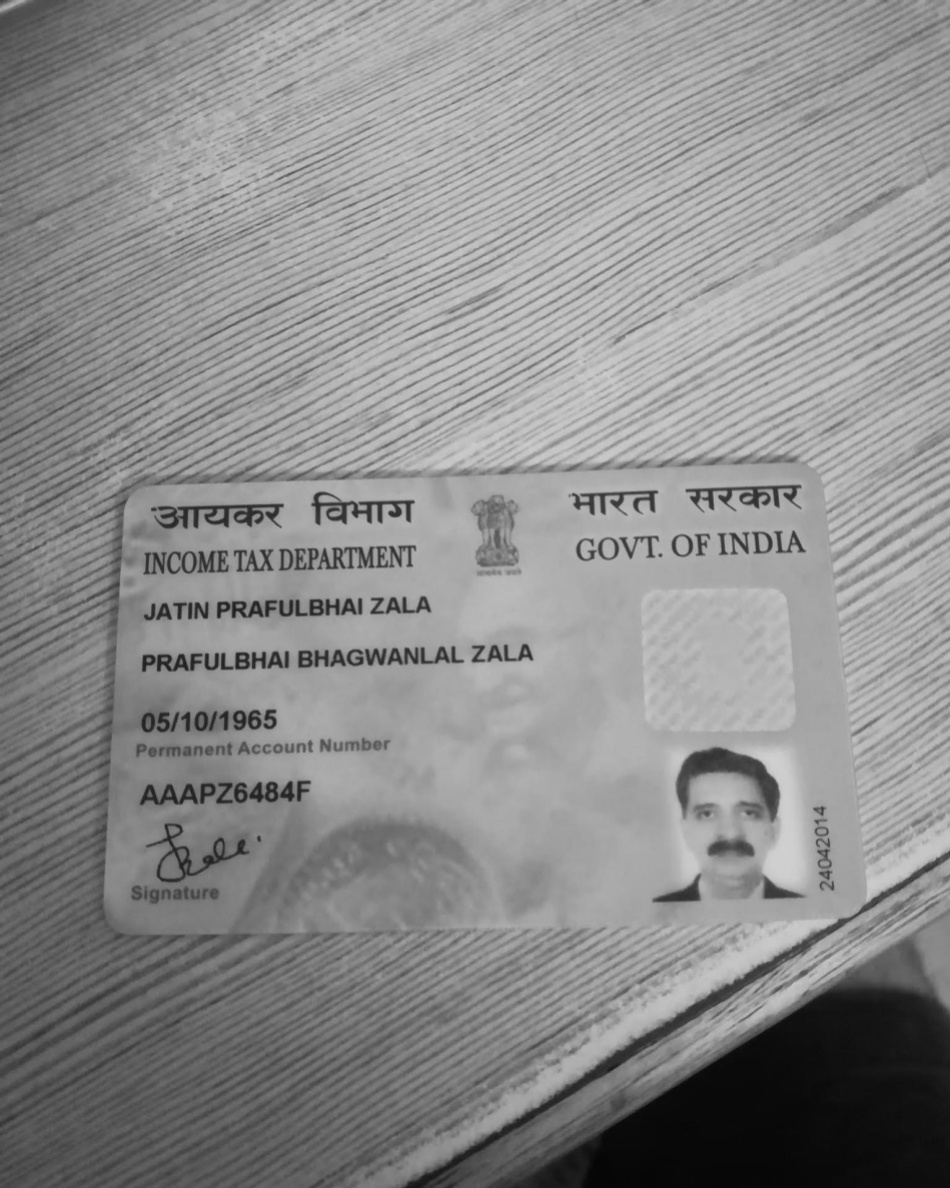 आयकर विभाग
INCOME TAX DEPARTMENT
भारत सरकार
GOVT. OF INDIA
JATIN PRAFULBHAI ZALA
PRAFULBHAI BHAGWANLAL ZALA
05/10/1965
Permanent Account Number
AAAPZ6484F
Signature
24042014